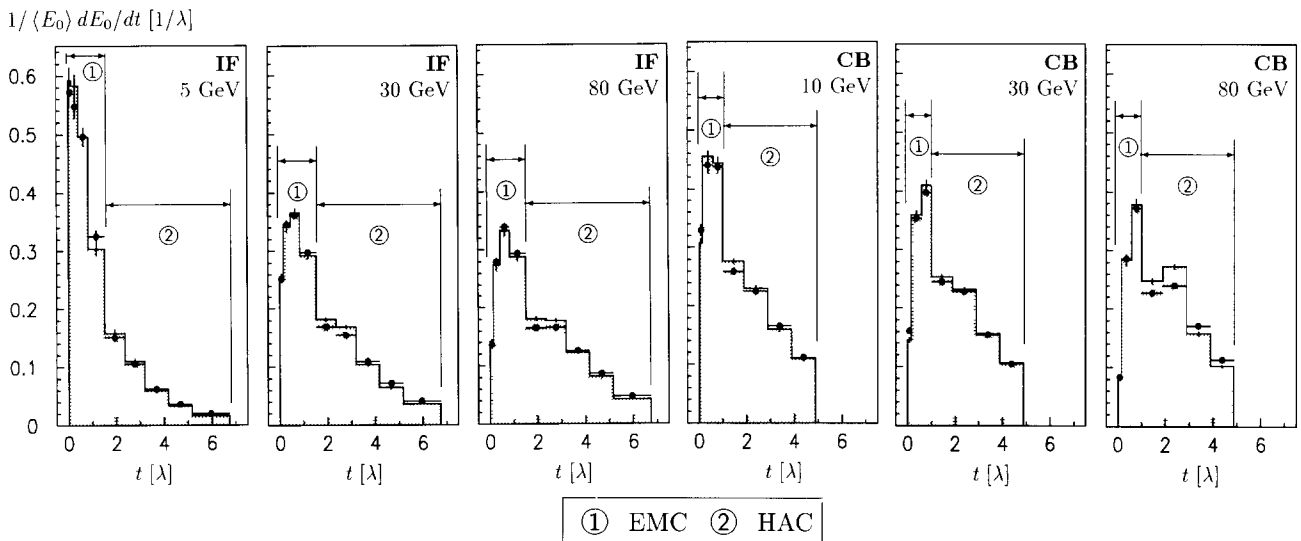 1/⟨E₀⟩ dE₀/dt [1/λ]
IF IF IF CB CB CB
5 GeV 30 GeV 80 GeV 10 GeV 30 GeV 80 GeV
① ① ① ① ① ①
② ② ② ② ② ②
0.6
0.5
0.4
0.3
0.2
0.1
0
0 2 4 6 0 2 4 6 0 2 4 6 0 2 4 6 0 2 4 6 0 2 4 6
t [λ] t [λ] t [λ] t [λ] t [λ] t [λ]
① EMC ② HAC